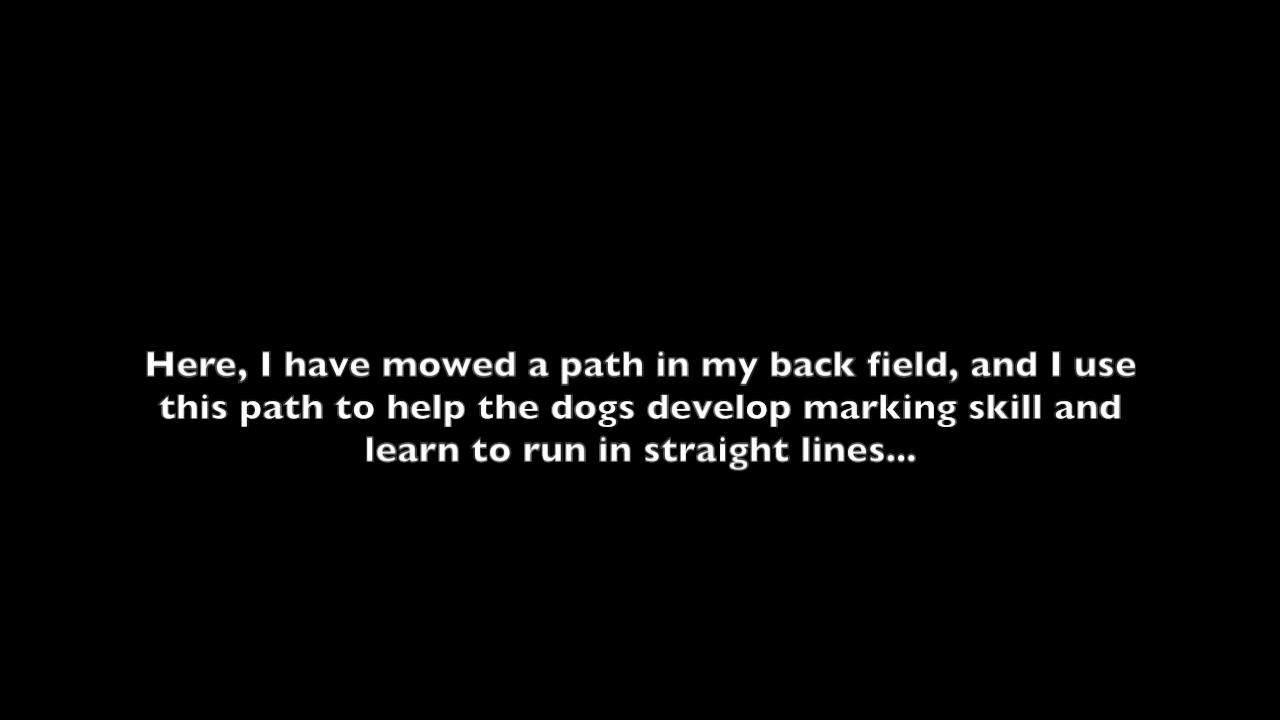 Here, I have mowed a path in my back field, and I use
this path to help the dogs develop marking skill and
learn to run in straight lines...